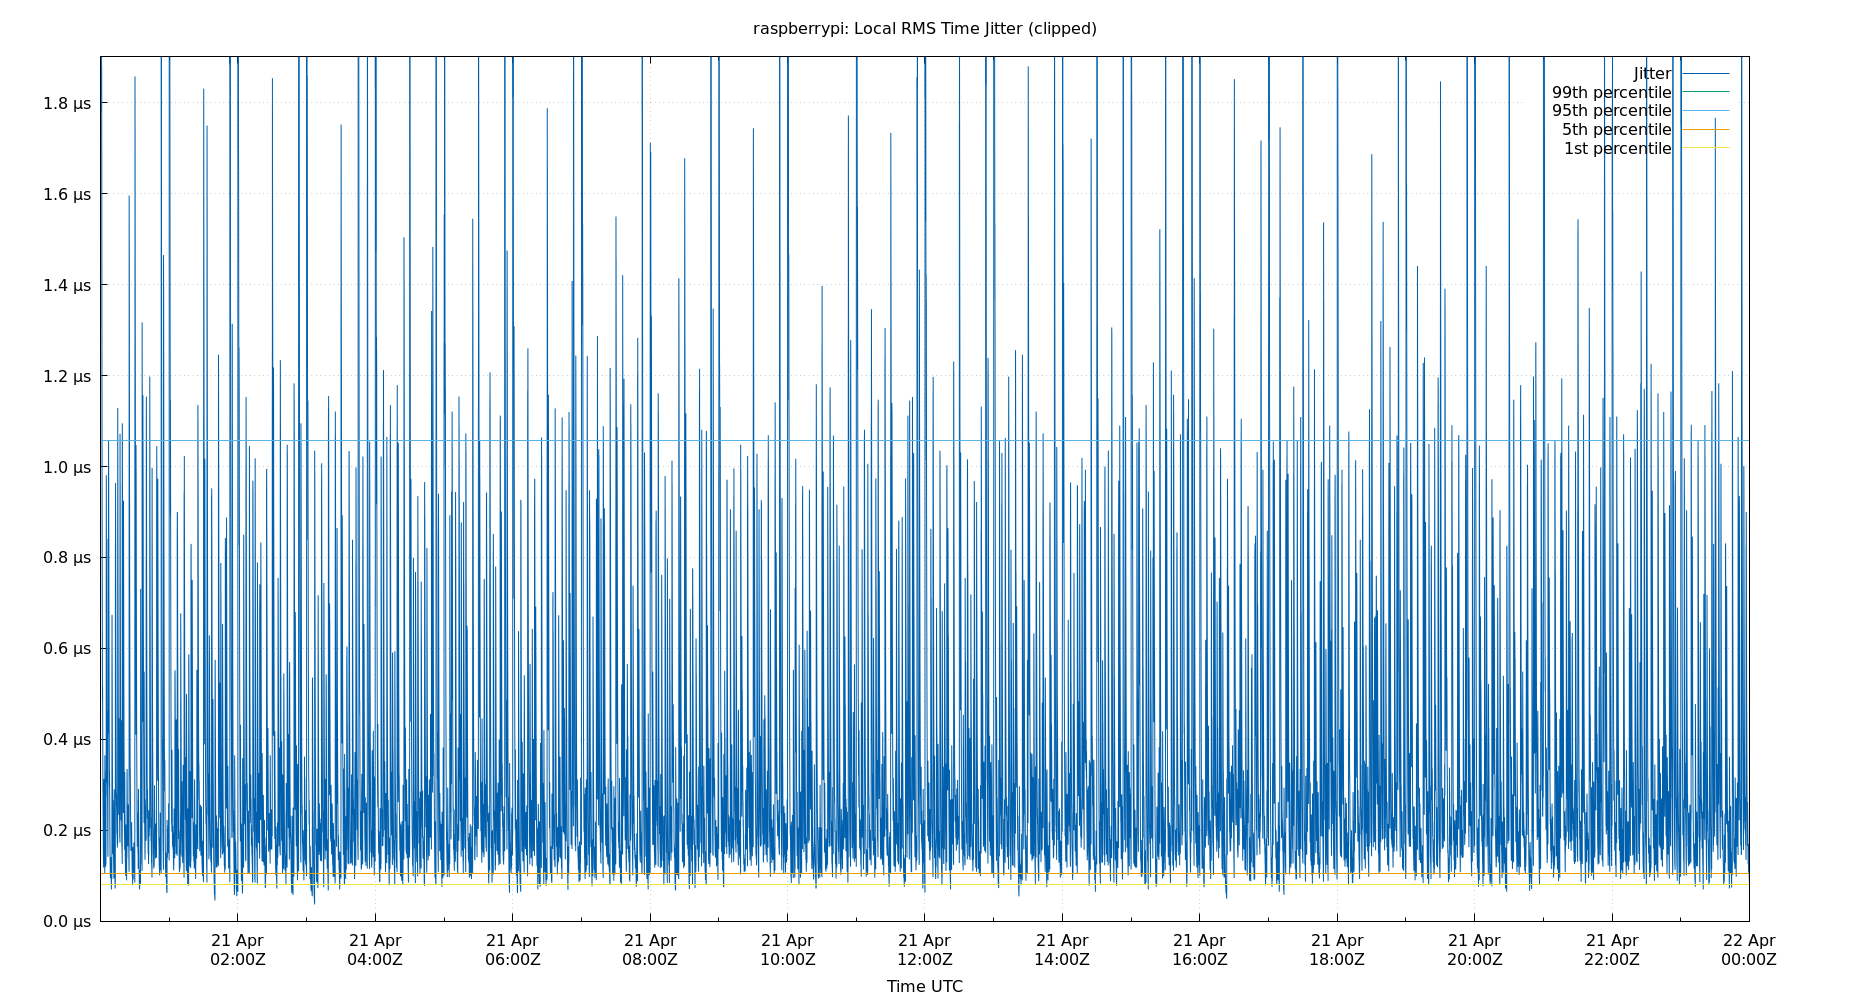 raspberrypi: Local RMS Time Jitter (clipped)
Jitter
99th percentile
95th percentile
5th percentile
1st percentile
1.8 µs
1.6 µs
1.4 µs
1.2 µs
1.0 µs
0.8 µs
0.6 µs
0.4 µs
0.2 µs
0.0 µs
21 Apr 21 Apr 21 Apr 21 Apr 21 Apr 21 Apr 21 Apr 21 Apr 21 Apr 21 Apr 21 Apr 22 Apr
02:00Z 04:00Z 06:00Z 08:00Z 10:00Z 12:00Z 14:00Z 16:00Z 18:00Z 20:00Z 22:00Z 00:00Z
Time UTC